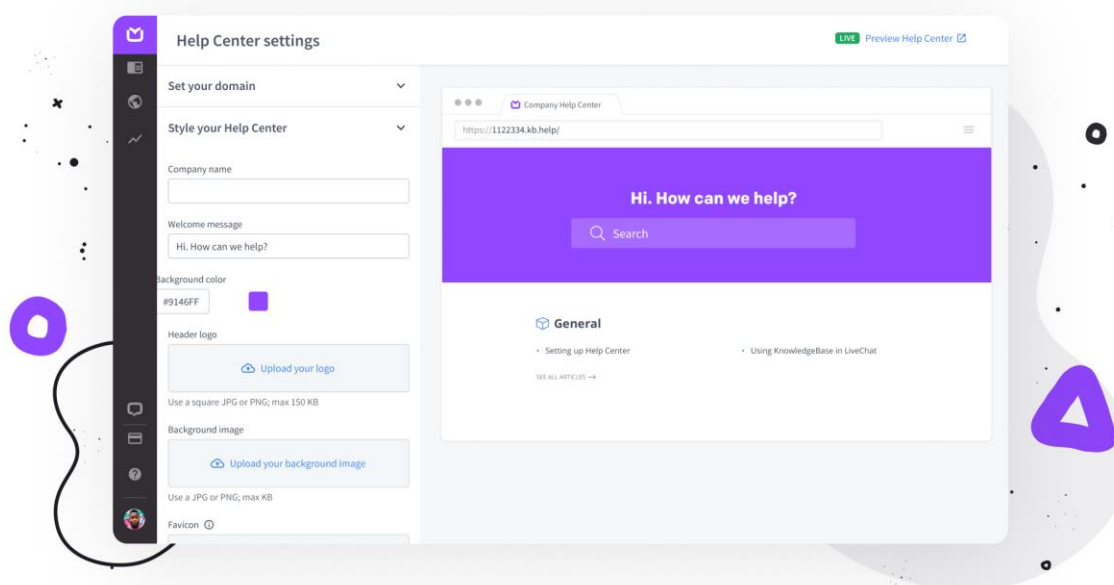 Help Center settings
LIVE Preview Help Center
Set your domain
Style your Help Center
Company name
Welcome message
Hi. How can we help?
Background color
#9146FF
Header logo
Upload your logo
Use a square JPG or PNG; max 150 KB
Background image
Upload your background image
Use a JPG or PNG; max KB
Favicon
Company Help Center
https://1122334.kb.help/
Hi. How can we help?
Search
General
• Setting up Help Center
• Using KnowledgeBase in LiveChat
SEE ALL ARTICLES →